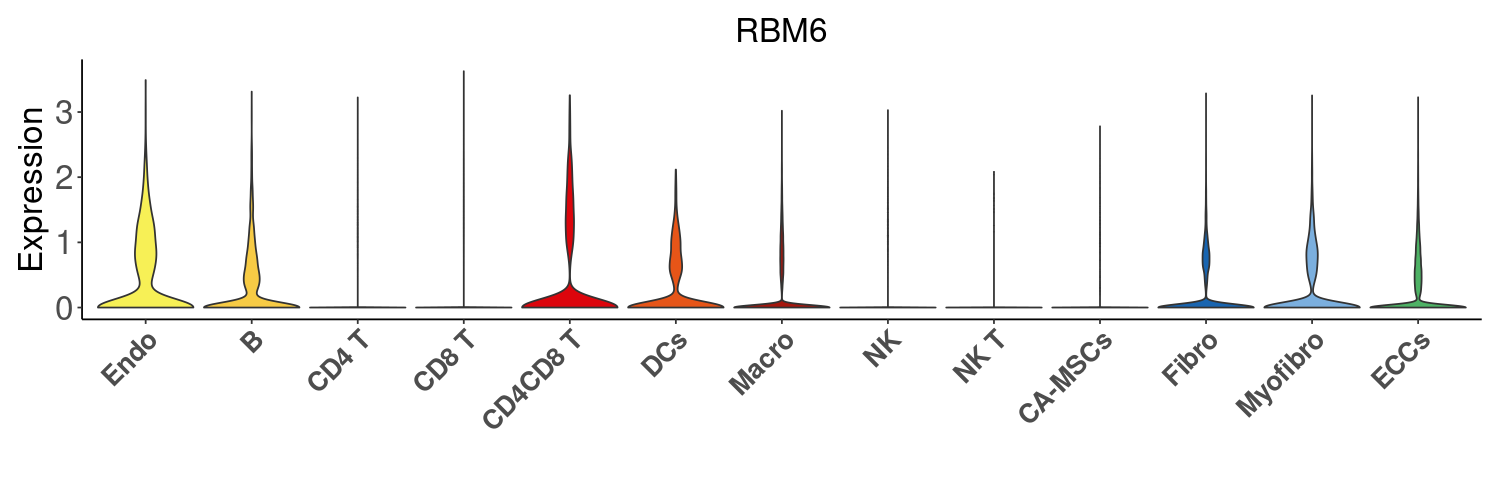 RBM6
Expression
3
2
1
0
Endo
B
CD4 T
CD8 T
CD4CD8 T
DCs
Macro
NK
NK T
CA-MSCs
Fibro
Myofibro
ECCs